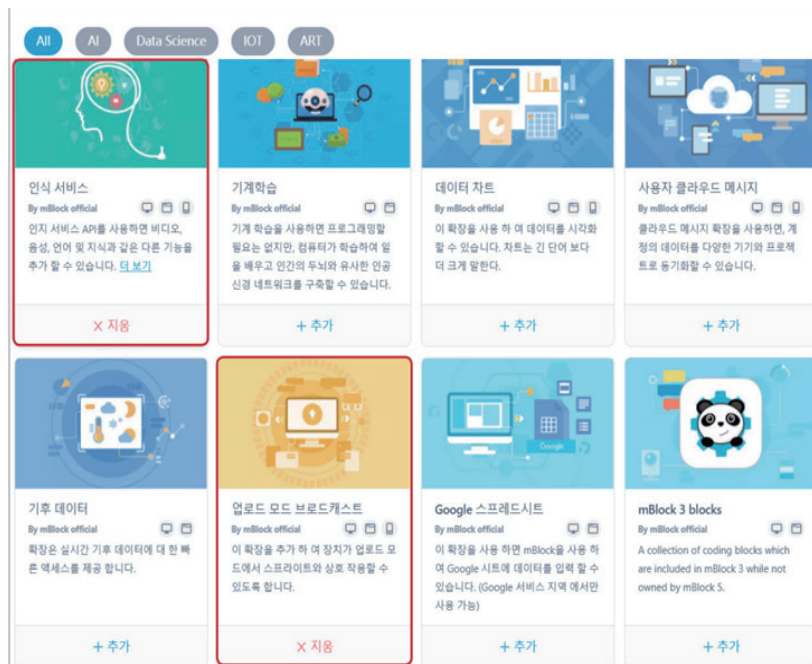 All
AI
Data Science
IOT
ART
인식 서비스
By mBlock official
인지 서비스 API를 사용하면 비디오,
음성, 언어 및 지식과 같은 다른 기능을
추가 할 수 있습니다. 더 보기
× 지움
기계학습
By mBlock official
기계 학습을 사용하면 프로그래밍할
필요는 없지만, 컴퓨터가 학습하여 일
을 배우고 인간의 두뇌와 유사한 인공
신경 네트워크를 구축할 수 있습니다.
+ 추가
데이터 차트
By mBlock official
이 확장을 사용 하 여 데이터를 시각화
할 수 있습니다. 차트는 긴 단어 보다
더 크게 말한다.
+ 추가
사용자 클라우드 메시지
By mBlock official
클라우드 메시지 확장을 사용하면, 계
정의 데이터를 다양한 기기와 프로젝
트로 동기화할 수 있습니다.
+ 추가
기후 데이터
By mBlock official
확장은 실시간 기후 데이터에 대 한 빠
른 액세스를 제공 합니다.
+ 추가
업로드 모드 브로드캐스트
By mBlock official
이 확장을 추가 하 여 장치가 업로드 모
드에서 스프라이트와 상호 작용할 수
있도록 합니다.
× 지움
Google
Google 스프레드시트
By mBlock official
이 확장을 사용 하면 mBlock을 사용 하
여 Google 시트에 데이터를 입력 할 수
있습니다. (Google 서비스 지역 에서만
사용 가능)
+ 추가
mBlock 3 blocks
By mBlock official
A collection of coding blocks which
are included in mBlock 3 while not
owned by mBlock 5.
+ 추가